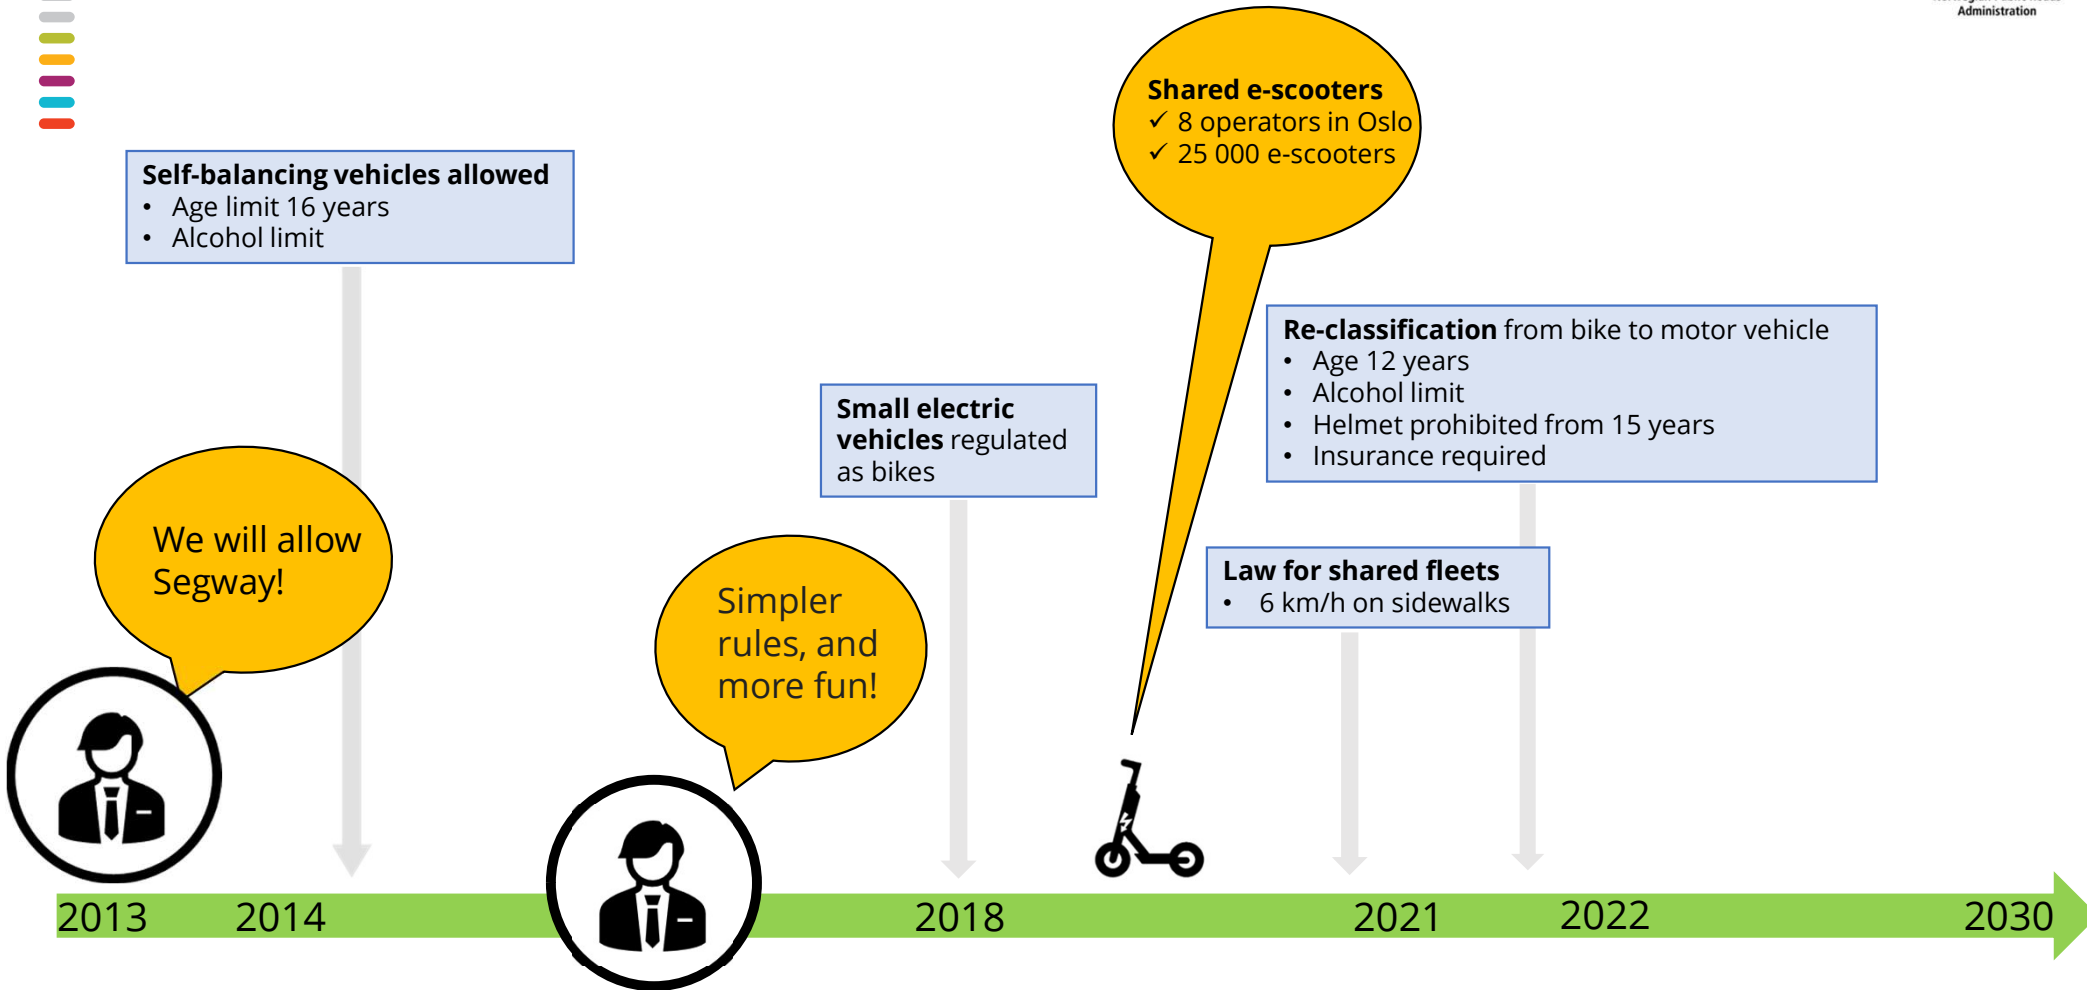 Administration
Shared e-scooters
✓ 8 operators in Oslo
✓ 25 000 e-scooters
Self-balancing vehicles allowed
• Age limit 16 years
• Alcohol limit
Re-classification from bike to motor vehicle
• Age 12 years
• Alcohol limit
• Helmet prohibited from 15 years
• Insurance required
Small electric
vehicles regulated
as bikes
We will allow
Segway!
Law for shared fleets
• 6 km/h on sidewalks
Simpler
rules, and
more fun!
2013
2014
2018
2021
2022
2030